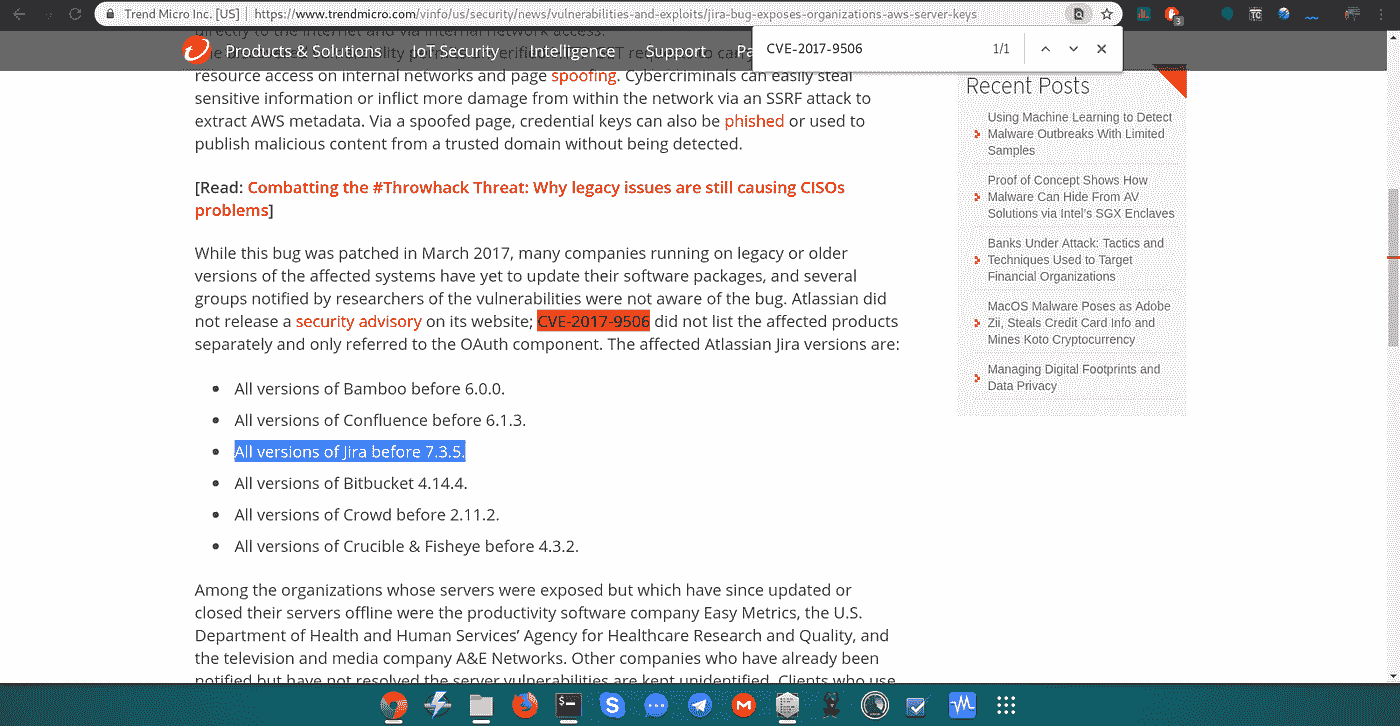 Trend Micro Inc. [US] | https://www.trendmicro.com/vinfo/us/security/news/vulnerabilities-and-exploits/jira-bug-exposes-organizations-aws-server-keys
3
CVE-2017-9506 1/1
directly to the internet and via internal network access.
Products & Solutions IoT Security Intelligence Support Pa
resource access on internal networks and page spoofing. Cybercriminals can easily steal
sensitive information or inflict more damage from within the network via an SSRF attack to
extract AWS metadata. Via a spoofed page, credential keys can also be phished or used to
publish malicious content from a trusted domain without being detected.
[Read: Combatting the #Throwhack Threat: Why legacy issues are still causing CISOs
problems]
While this bug was patched in March 2017, many companies running on legacy or older
versions of the affected systems have yet to update their software packages, and several
groups notified by researchers of the vulnerabilities were not aware of the bug. Atlassian did
not release a security advisory on its website; CVE-2017-9506 did not list the affected products
separately and only referred to the OAuth component. The affected Atlassian Jira versions are:
All versions of Bamboo before 6.0.0.
All versions of Confluence before 6.1.3.
All versions of Jira before 7.3.5.
All versions of Bitbucket 4.14.4.
All versions of Crowd before 2.11.2.
All versions of Crucible & Fisheye before 4.3.2.
Among the organizations whose servers were exposed but which have since updated or
closed their servers offline were the productivity software company Easy Metrics, the U.S.
Department of Health and Human Services’ Agency for Healthcare Research and Quality, and
the television and media company A&E Networks. Other companies who have already been
notified but have not resolved the server vulnerabilities are kept unidentified. Clients who use
Recent Posts
Using Machine Learning to Detect
Malware Outbreaks With Limited
Samples
Proof of Concept Shows How
Malware Can Hide From AV
Solutions via Intel’s SGX Enclaves
Banks Under Attack: Tactics and
Techniques Used to Target
Financial Organizations
MacOS Malware Poses as Adobe
Zii, Steals Credit Card Info and
Mines Koto Cryptocurrency
Managing Digital Footprints and
Data Privacy